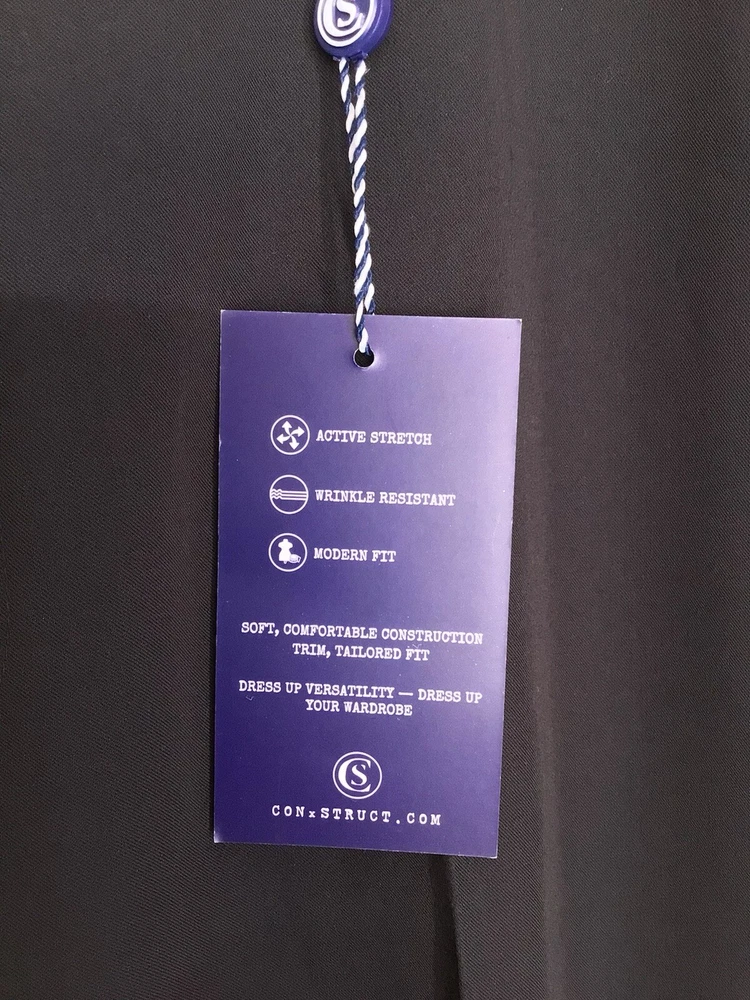 CS
ACTIVE STRETCH
WRINKLE RESISTANT
MODERN FIT
SOFT, COMFORTABLE CONSTRUCTION
TRIM, TAILORED FIT
DRESS UP VERSATILITY — DRESS UP
YOUR WARDROBE
CS
CONxSTRUCT.COM